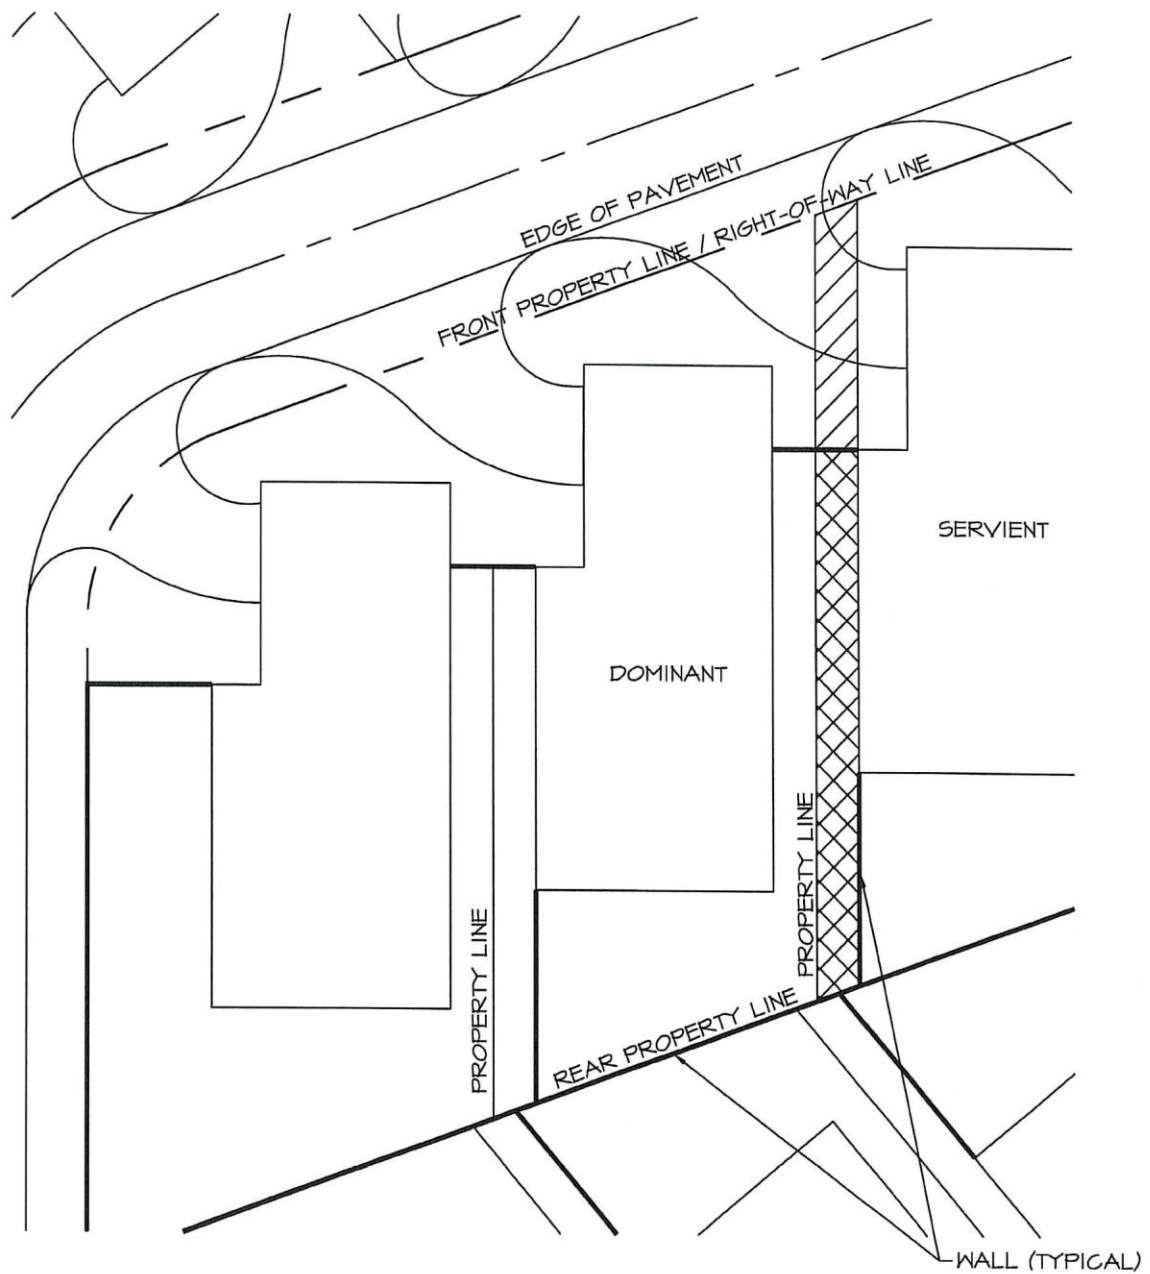 EDGE OF PAVEMENT
FRONT PROPERTY LINE / RIGHT-OF-WAY LINE
SERVIENT
DOMINANT
PROPERTY LINE
PROPERTY LINE
REAR PROPERTY LINE
WALL (TYPICAL)